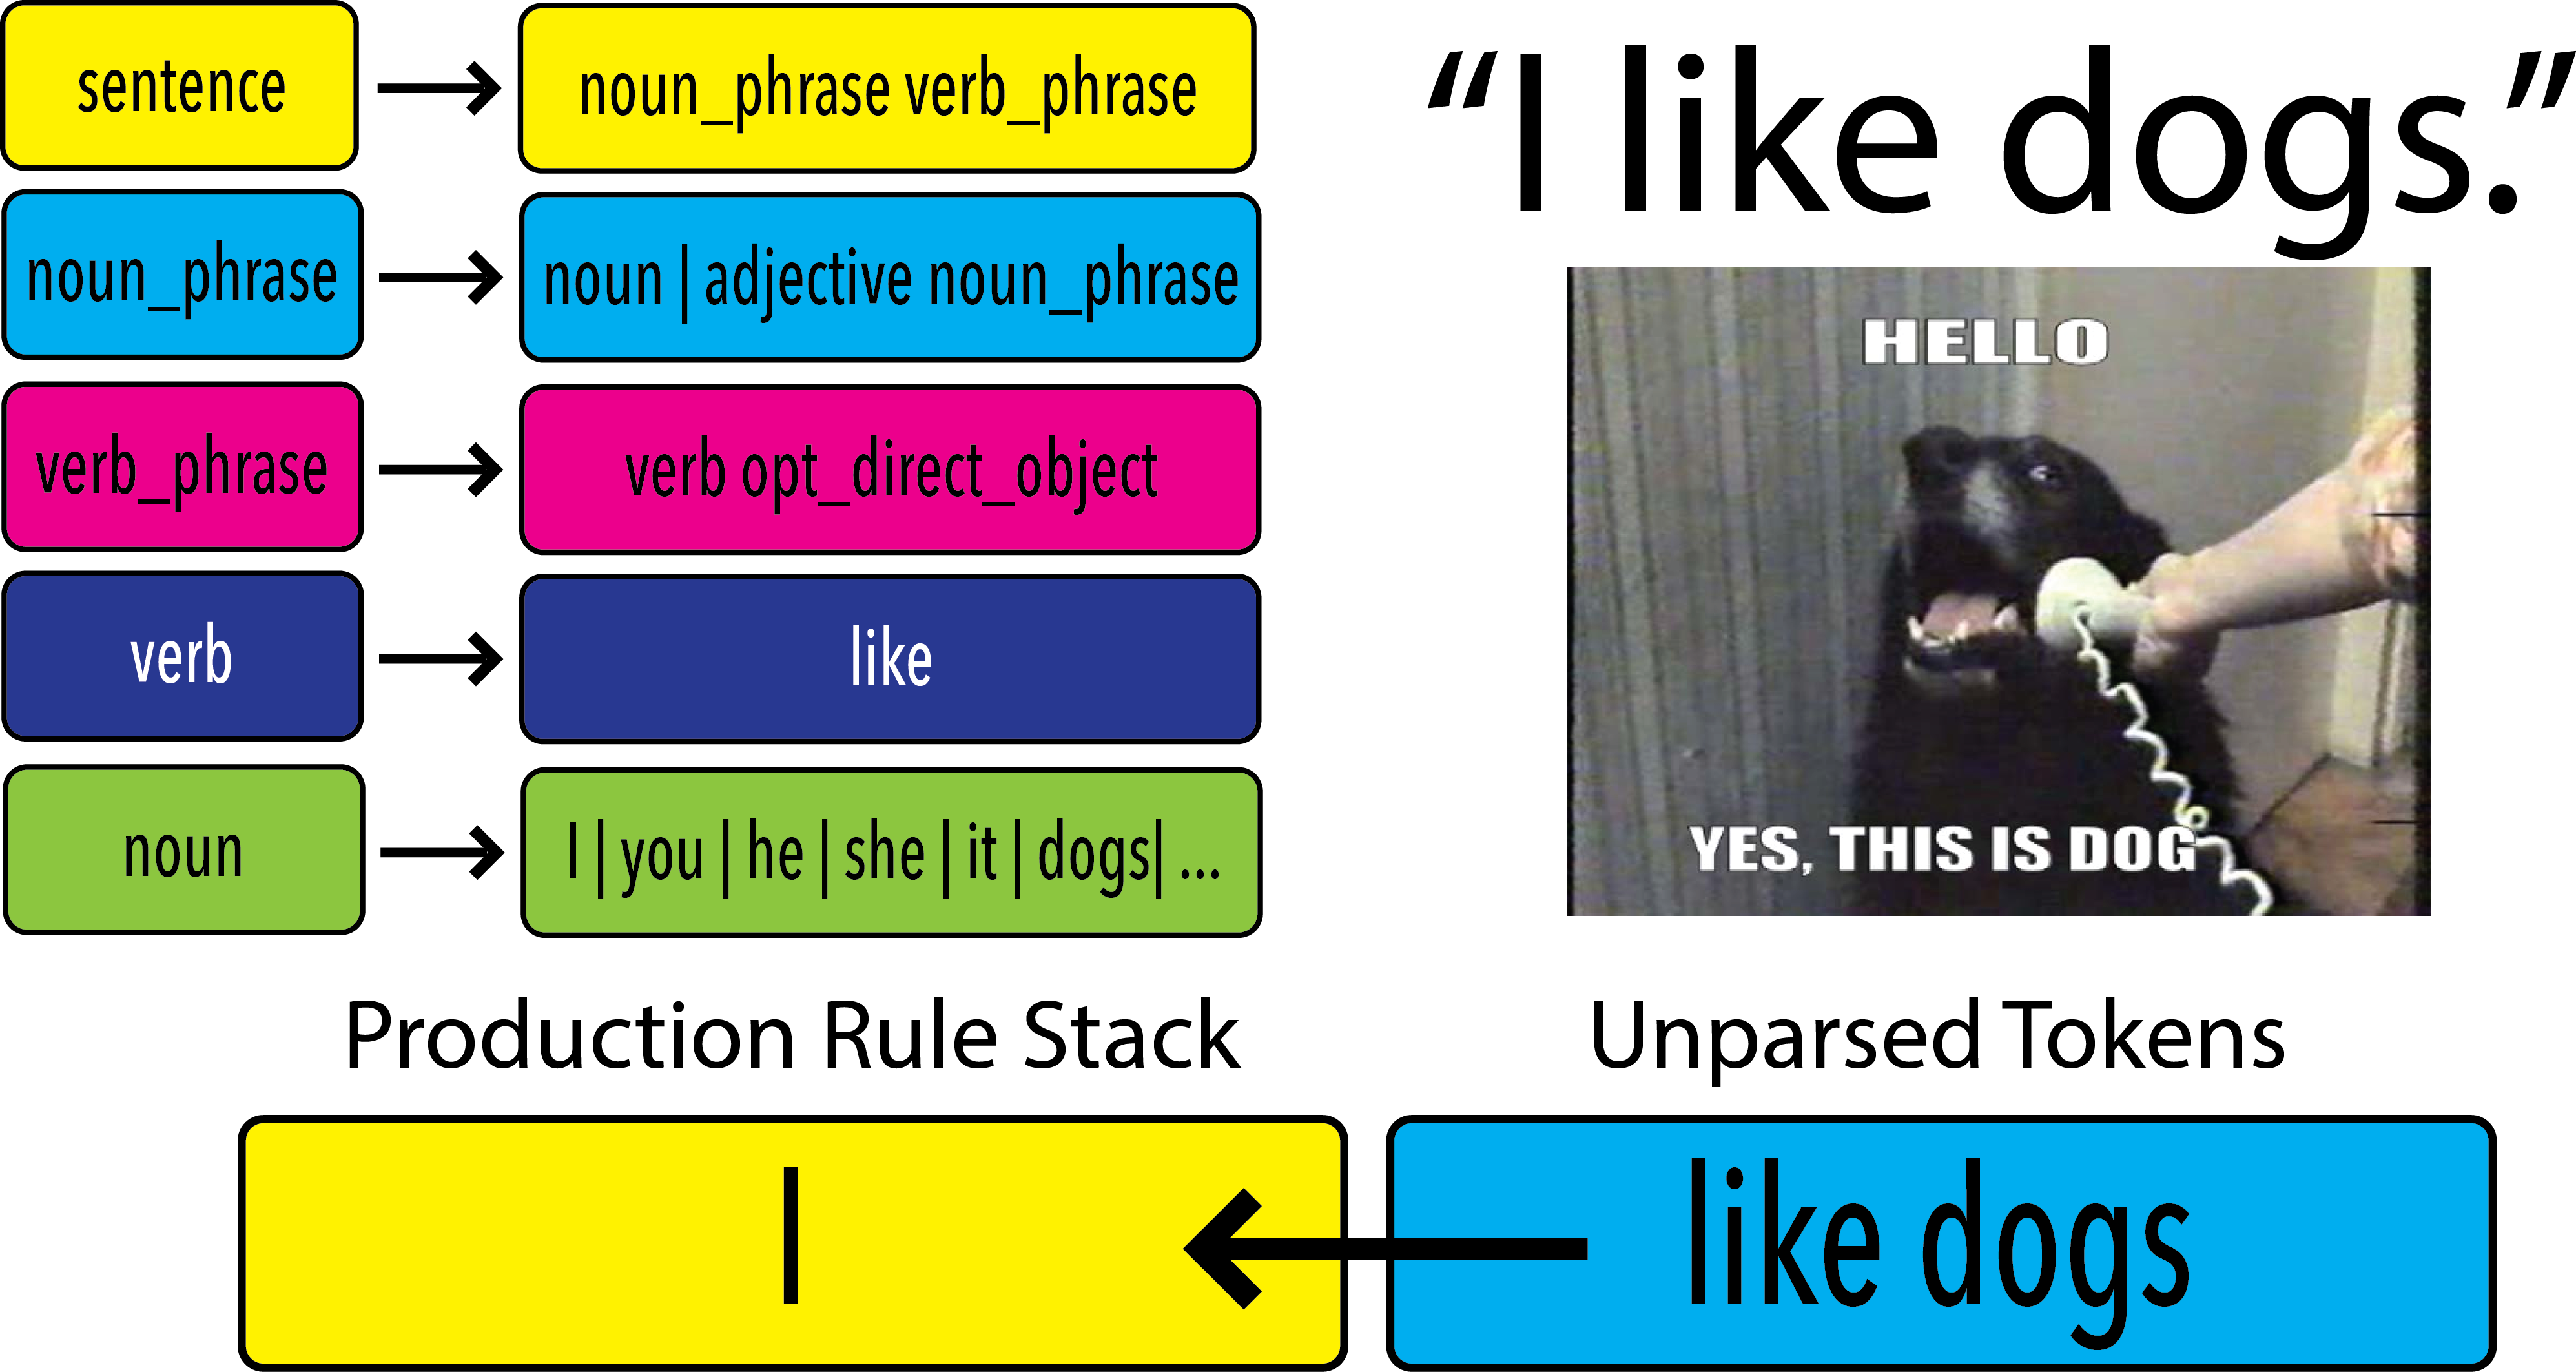 sentence
noun_phrase verb_phrase
noun_phrase
noun | adjective noun_phrase
verb_phrase
verb opt_direct_object
verb
like
noun
I | you | he | she | it | dogs| ...
“I like dogs.”
HELLO
YES, THIS IS DOG
Production Rule Stack
Unparsed Tokens
I
like dogs